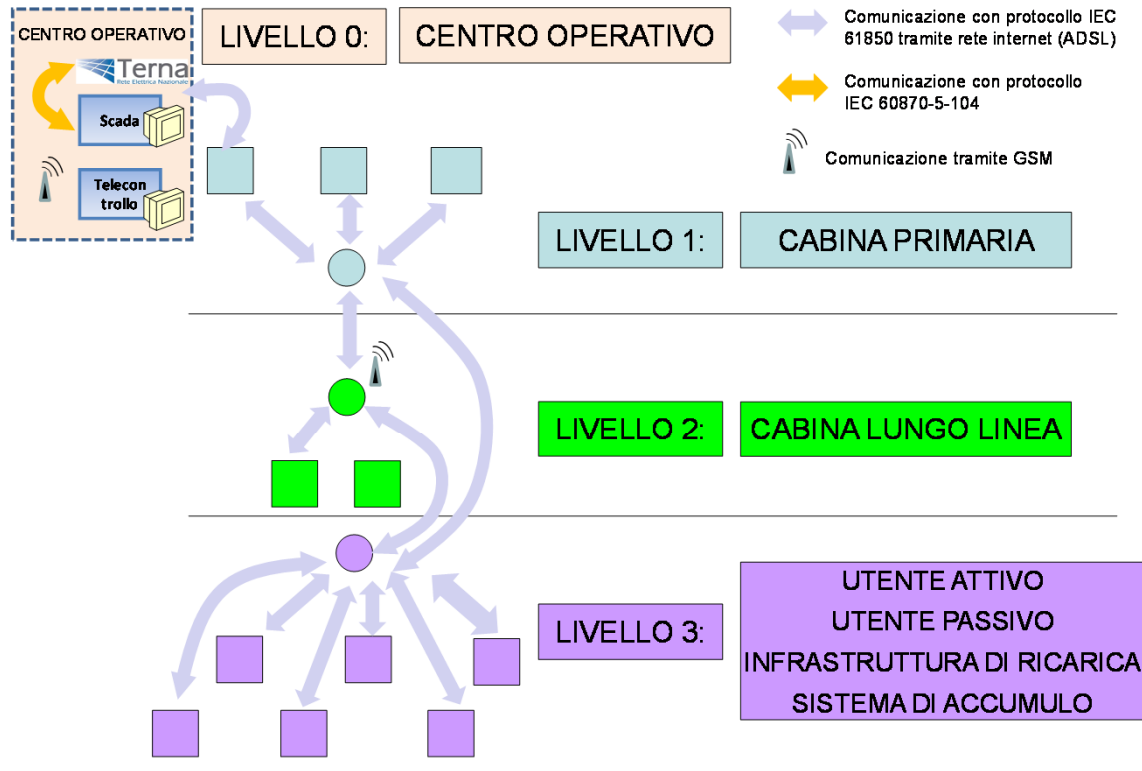 CENTRO OPERATIVO
Terna
Rete Elettrica Nazionale
Scada
Telecon
trollo
LIVELLO 0:
CENTRO OPERATIVO
Comunicazione con protocollo IEC
61850 tramite rete internet (ADSL)
Comunicazione con protocollo
IEC 60870-5-104
Comunicazione tramite GSM
LIVELLO 1:
CABINA PRIMARIA
LIVELLO 2:
CABINA LUNGO LINEA
LIVELLO 3:
UTENTE ATTIVO
UTENTE PASSIVO
INFRASTRUTTURA DI RICARICA
SISTEMA DI ACCUMULO